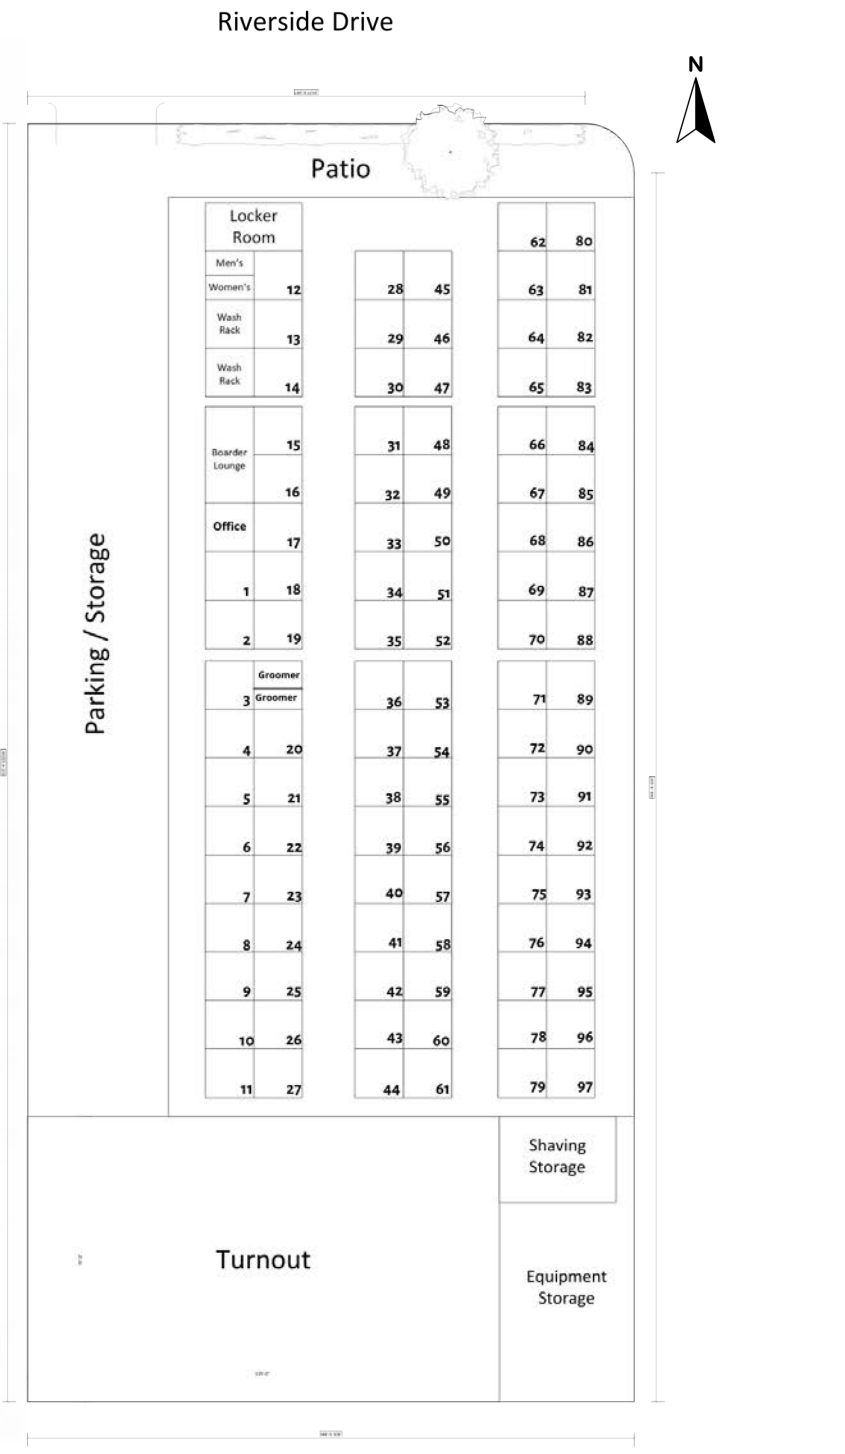 Riverside Drive
N
Patio
Locker
Room
62 80
Men's
Women's 12 28 45 63 81
Wash
Rack 13 29 46 64 82
Wash
Rack 14 30 47 65 83
15 31 48 66 84
Boarder
Lounge
16 32 49 67 85
Office
17 33 50 68 86
1 18 34 51 69 87
2 19 35 52 70 88
Groomer
3 Groomer 36 53 71 89
4 20 37 54 72 90
5 21 38 55 73 91
6 22 39 56 74 92
7 23 40 57 75 93
8 24 41 58 76 94
9 25 42 59 77 95
10 26 43 60 78 96
11 27 44 61 79 97
Parking / Storage
Shaving
Storage
Turnout
Equipment
Storage